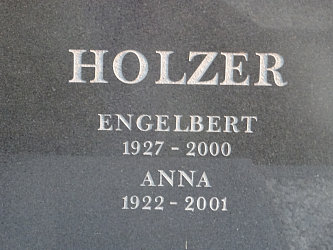 HOLZER
ENGELBERT
1927 - 2000
ANNA
1922 - 2001